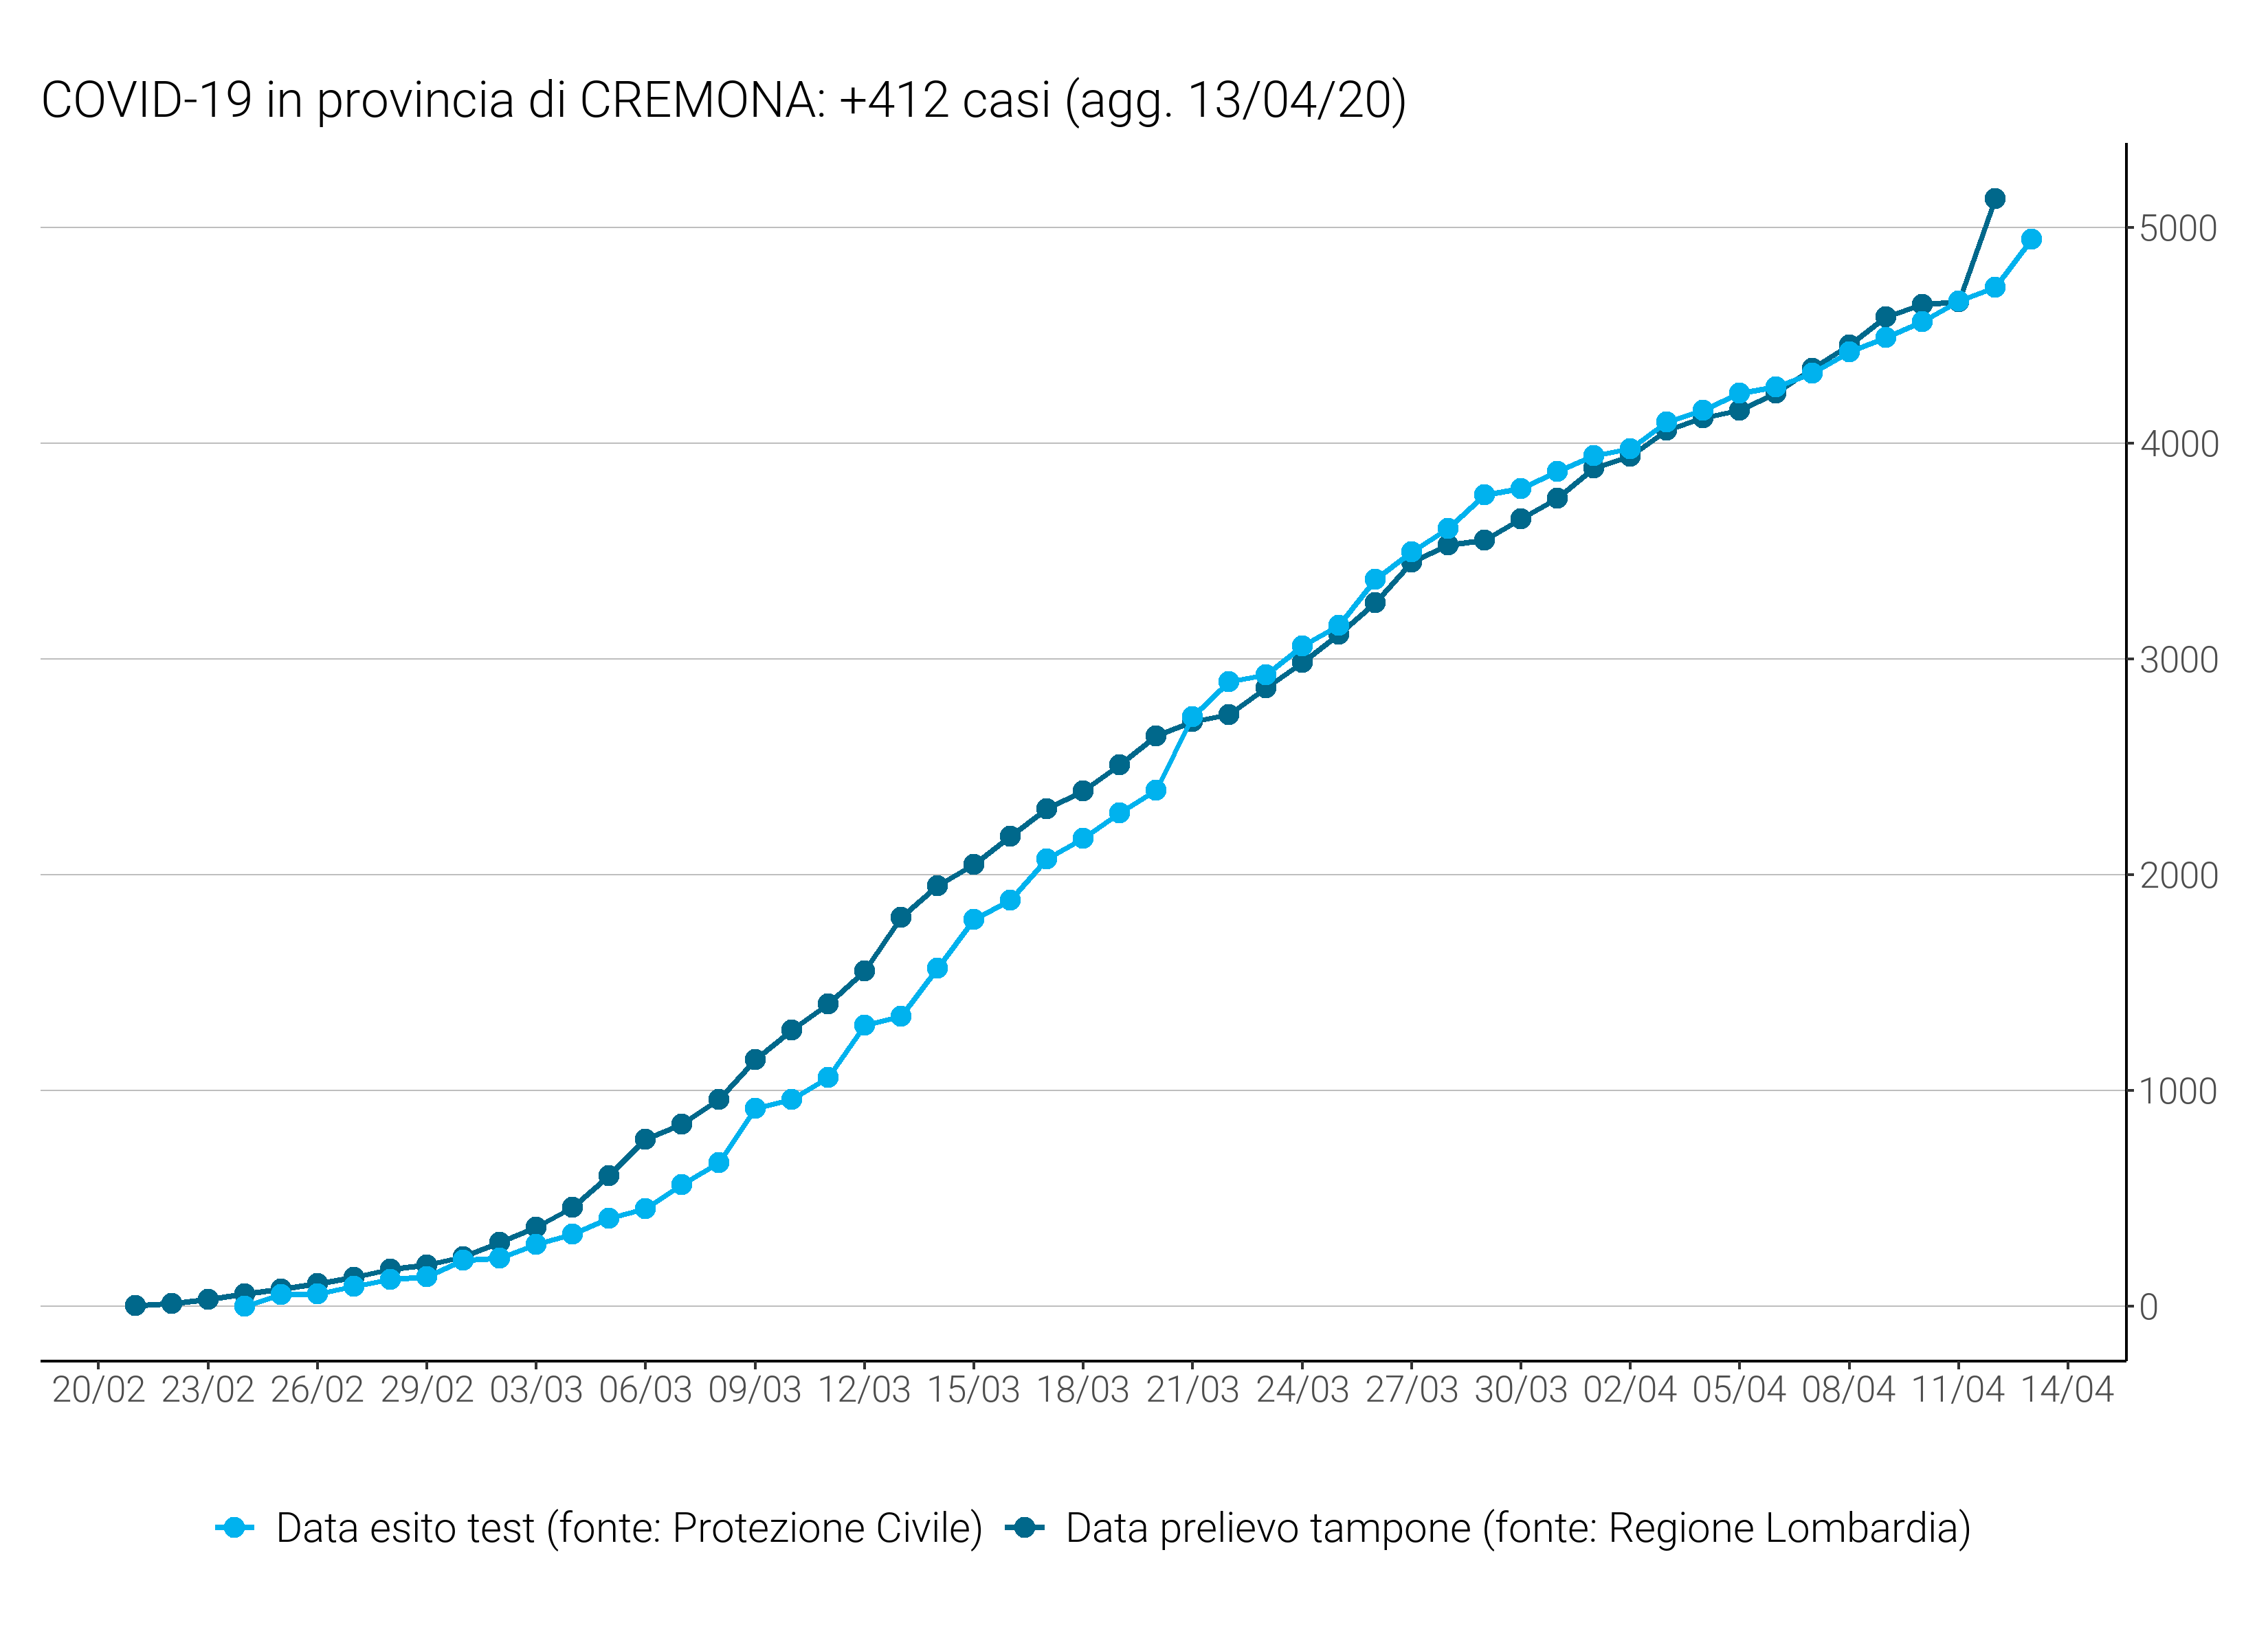 COVID-19 in provincia di CREMONA: +412 casi (agg. 13/04/20)
5000
4000
3000
2000
1000
0
20/02 23/02 26/02 29/02 03/03 06/03 09/03 12/03 15/03 18/03 21/03 24/03 27/03 30/03 02/04 05/04 08/04 11/04 14/04
Data esito test (fonte: Protezione Civile) Data prelievo tampone (fonte: Regione Lombardia)